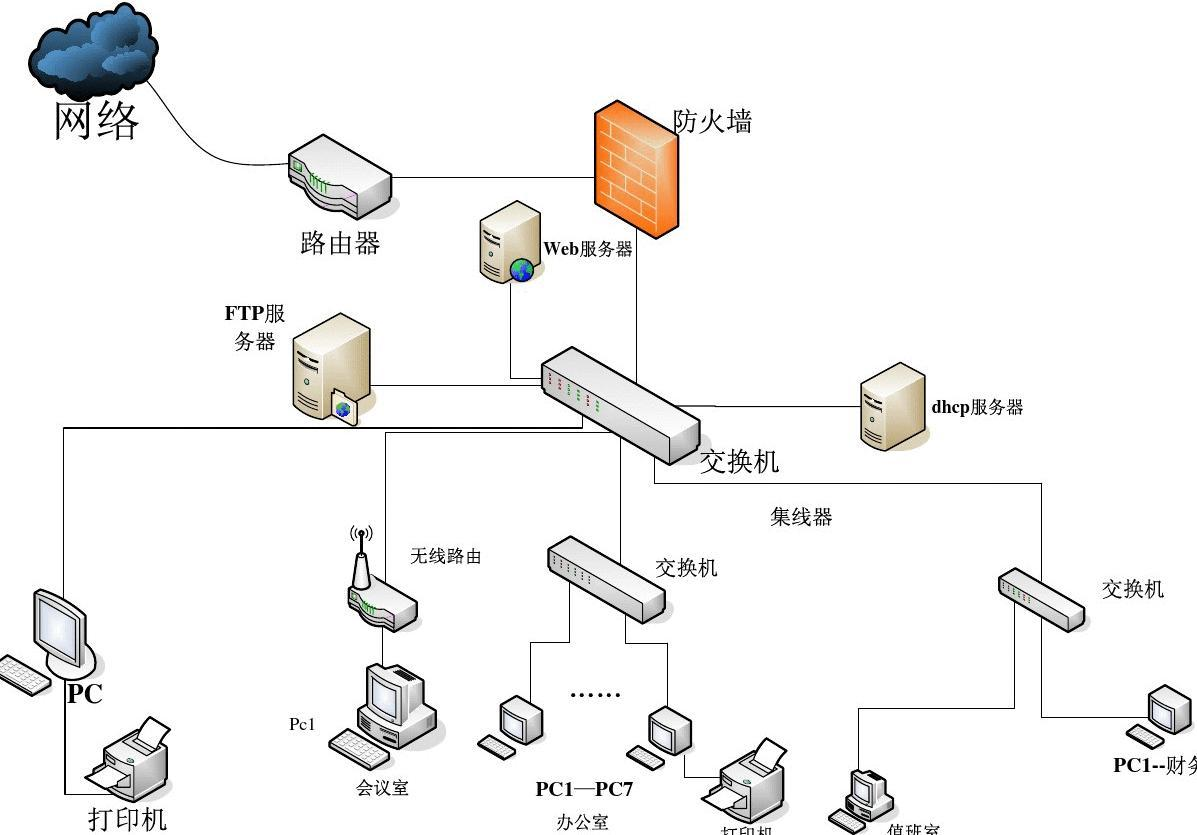 网络
防火墙
路由器
Web服务器
FTP服
务器
dhcp服务器
交换机
集线器
无线路由
交换机
交换机
PC
Pc1
会议室
打印机
……
PC1—PC7
办公室
打印机
PC1--财务
值班室